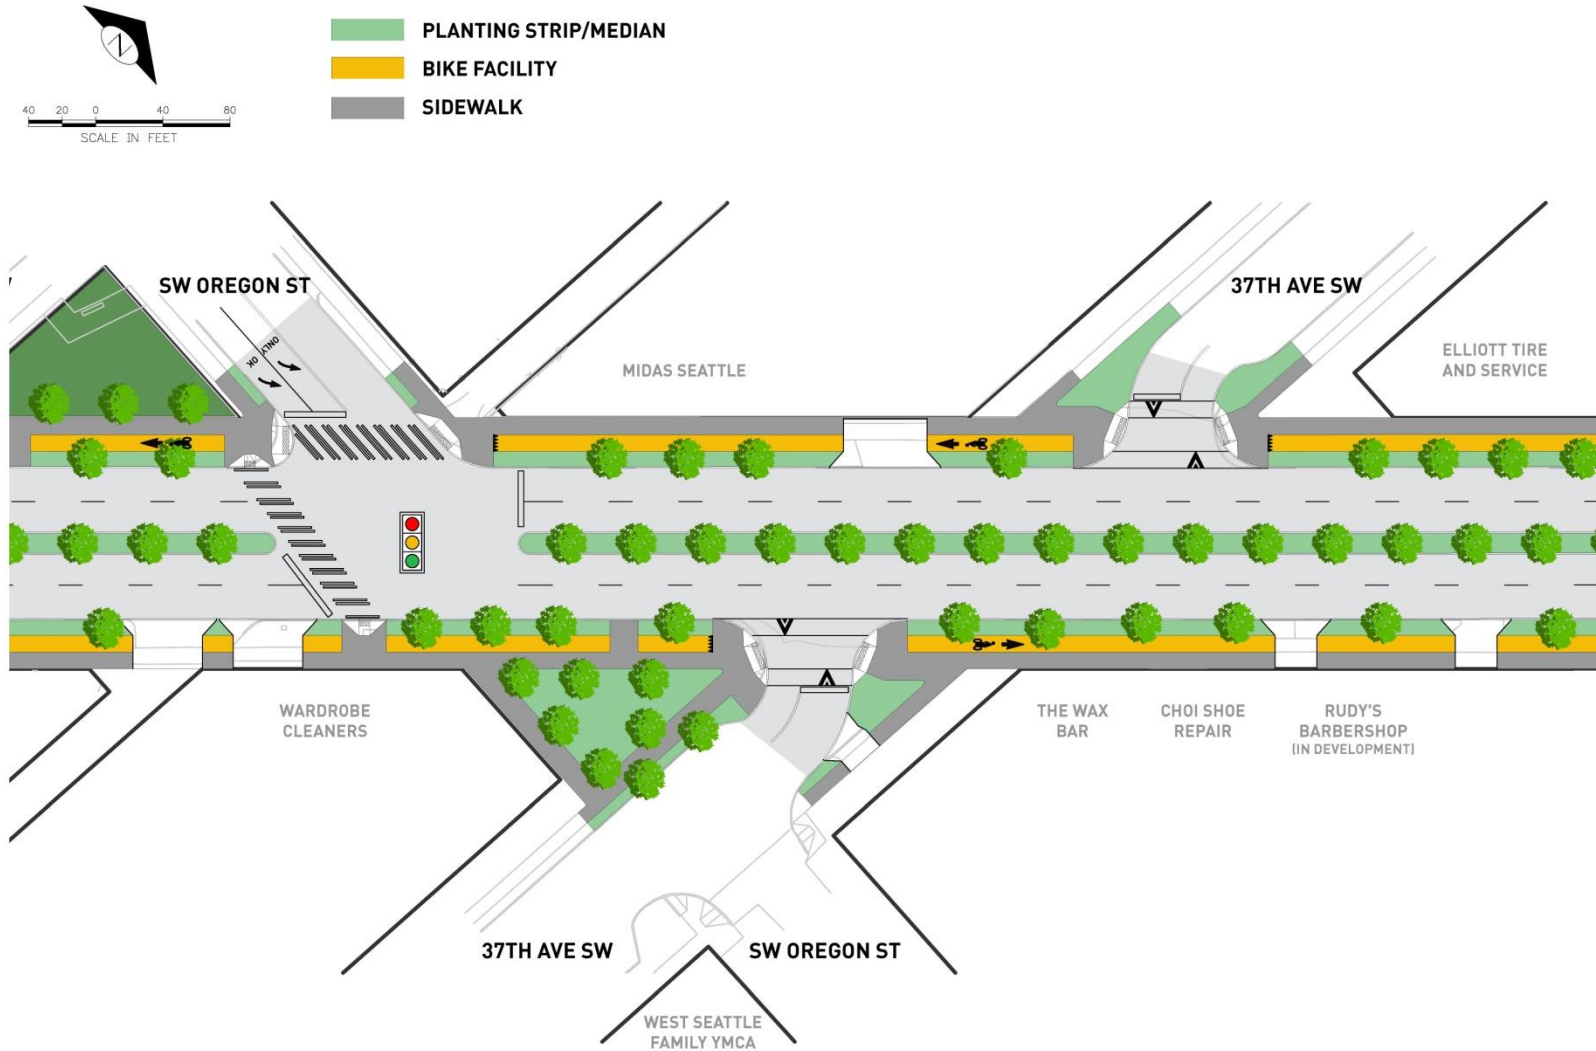 N
PLANTING STRIP/MEDIAN
BIKE FACILITY
SIDEWALK
40 20 0 40 80
SCALE IN FEET
SW OREGON ST
ONLY OK
MIDAS SEATTLE
37TH AVE SW
ELLIOTT TIRE
AND SERVICE
WARDROBE
CLEANERS
THE WAX
BAR
CHOI SHOE
REPAIR
RUDY'S
BARBERSHOP
(IN DEVELOPMENT)
37TH AVE SW
SW OREGON ST
WEST SEATTLE
FAMILY YMCA